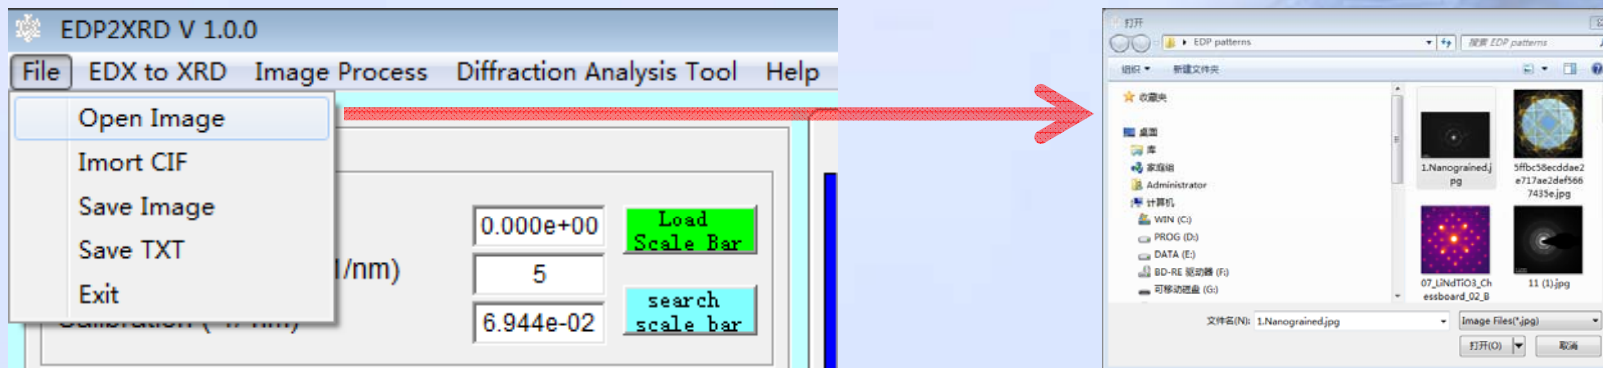 EDP2XRD V 1.0.0
File EDX to XRD Image Process Diffraction Analysis Tool Help
Open Image
Imort CIF
Save Image
Save TXT
Exit
0.000e+00
Load
Scale Bar
/nm)
5
search
scale bar
6.944e-02
打开
EDP patterns
搜索 EDP patterns
组织 新建文件夹
收藏夹
桌面
库
家庭组
Administrator
计算机
WIN (C:)
PROG (D:)
DATA (E:)
BD-RE 驱动器 (F:)
可移动磁盘 (G:)
1.Nanograined.j
pg
5ffbc58ecddae2
e717ae2def566
7435e.jpg
07_LiNdTiO3_Ch
essboard_02_B
11 (1).jpg
文件名(N): 1.Nanograined.jpg
Image Files(*.jpg)
打开(O) 取消